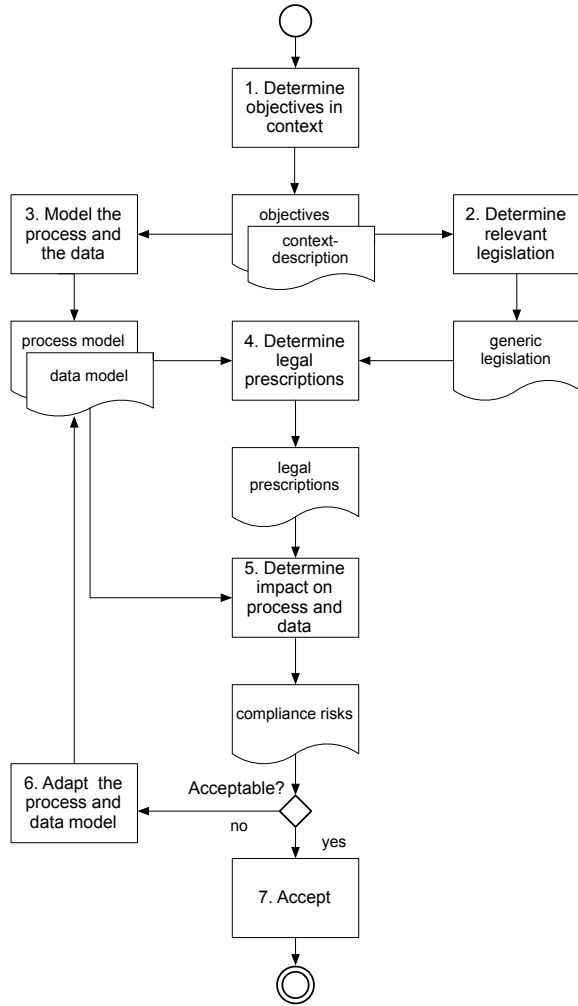 1. Determine
objectives in
context
3. Model the
process and
the data
objectives
context-
description
2. Determine
relevant
legislation
process model
data model
4. Determine
legal
prescriptions
generic
legislation
legal
prescriptions
5. Determine
impact on
process and
data
compliance risks
6. Adapt the
process and
data model
Acceptable?
no
yes
7. Accept